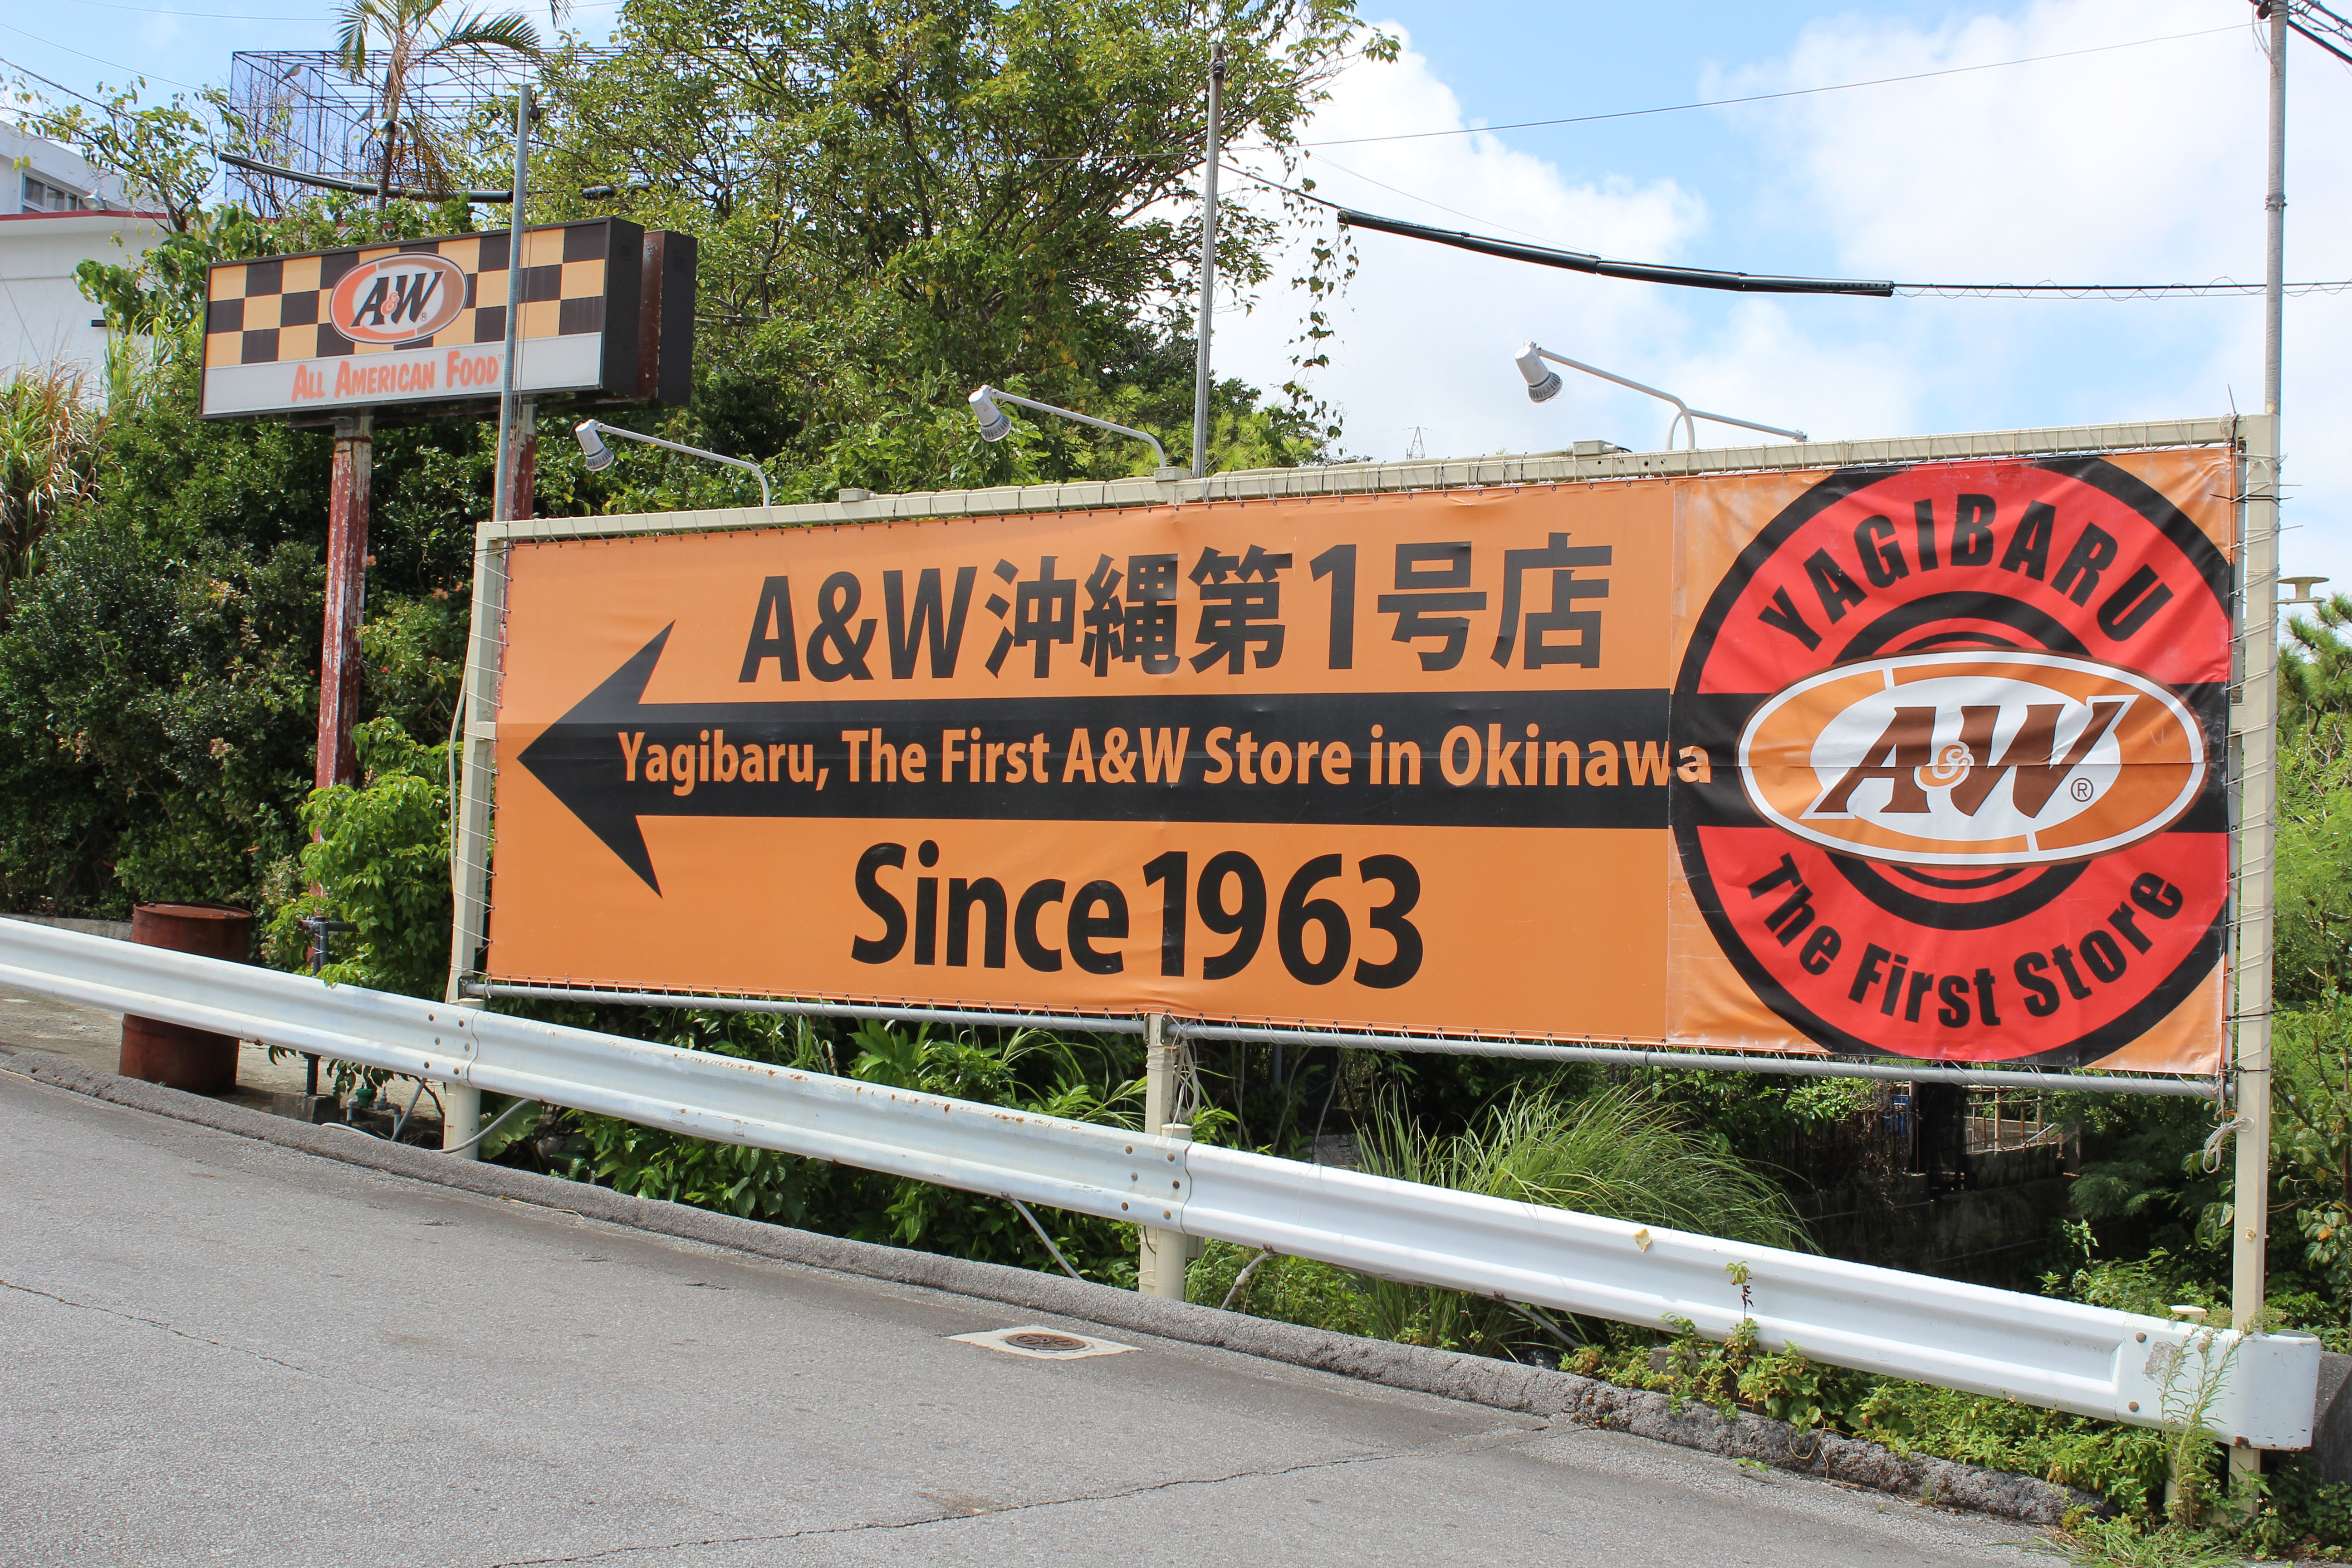 A&W®
ALL AMERICAN FOOD
A&W沖縄第1号店
Yagibaru, The First A&W Store in Okinawa
Since 1963
YAGIBARU
A&W®
The First Store